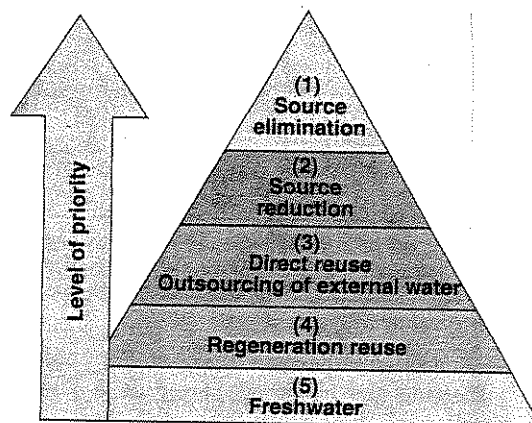 Level of priority
(1)
Source
elimination
(2)
Source
reduction
(3)
Direct reuse
Outsourcing of external water
(4)
Regeneration reuse
(5)
Freshwater